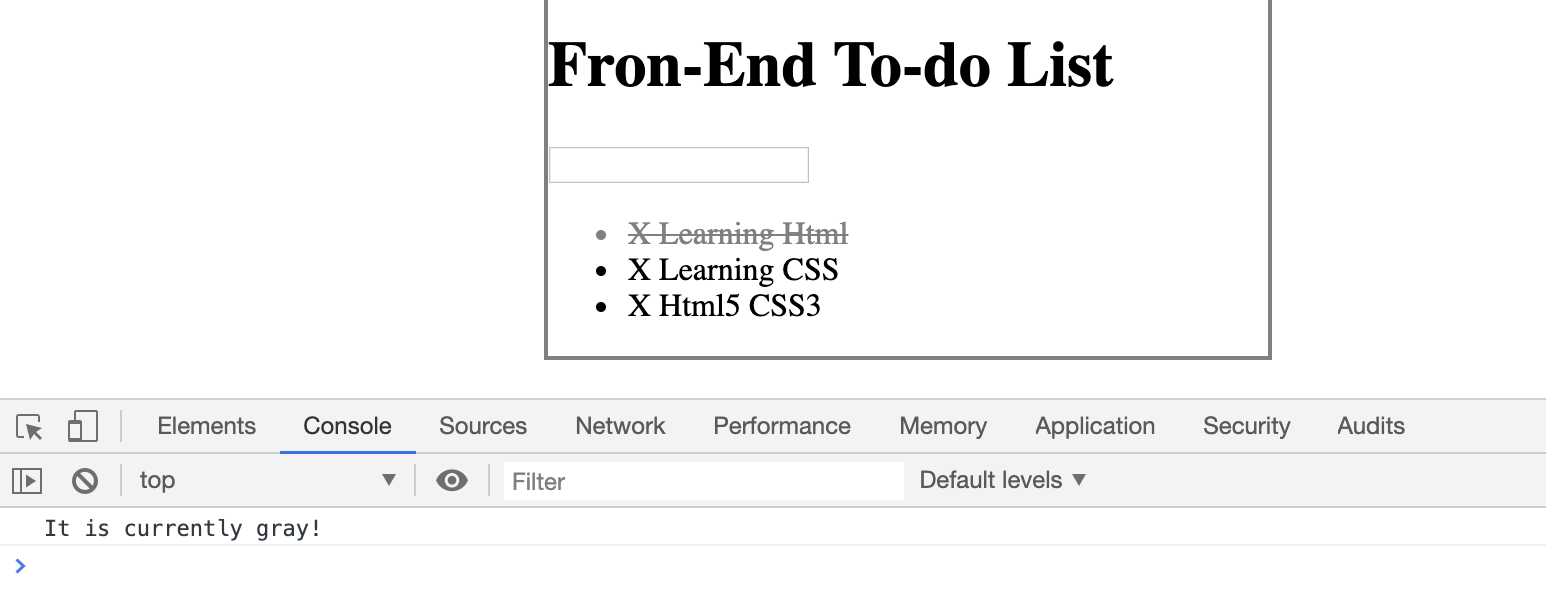 Fron-End To-do List
X Learning Html
X Learning CSS
X Html5 CSS3
Elements Console Sources Network Performance Memory Application Security Audits
top Filter Default levels
It is currently gray!